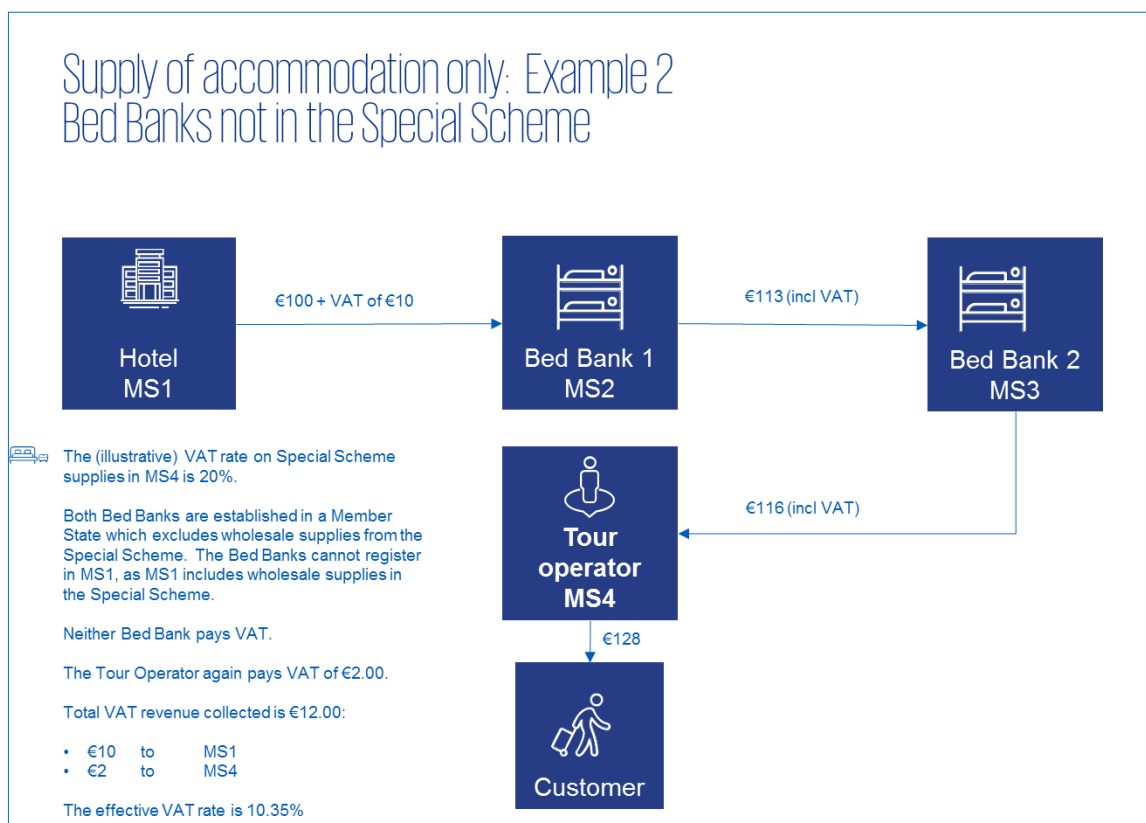 Supply of accommodation only: Example 2
Bed Banks not in the Special Scheme
Hotel
MS1
€100 + VAT of €10
Bed Bank 1
MS2
€113 (incl VAT)
Bed Bank 2
MS3
€116 (incl VAT)
Tour
operator
MS4
€128
Customer
The (illustrative) VAT rate on Special Scheme
supplies in MS4 is 20%.
Both Bed Banks are established in a Member
State which excludes wholesale supplies from the
Special Scheme. The Bed Banks cannot register
in MS1, as MS1 includes wholesale supplies in
the Special Scheme.
Neither Bed Bank pays VAT.
The Tour Operator again pays VAT of €2.00.
Total VAT revenue collected is €12.00:
• €10 to MS1
• €2 to MS4
The effective VAT rate is 10.35%